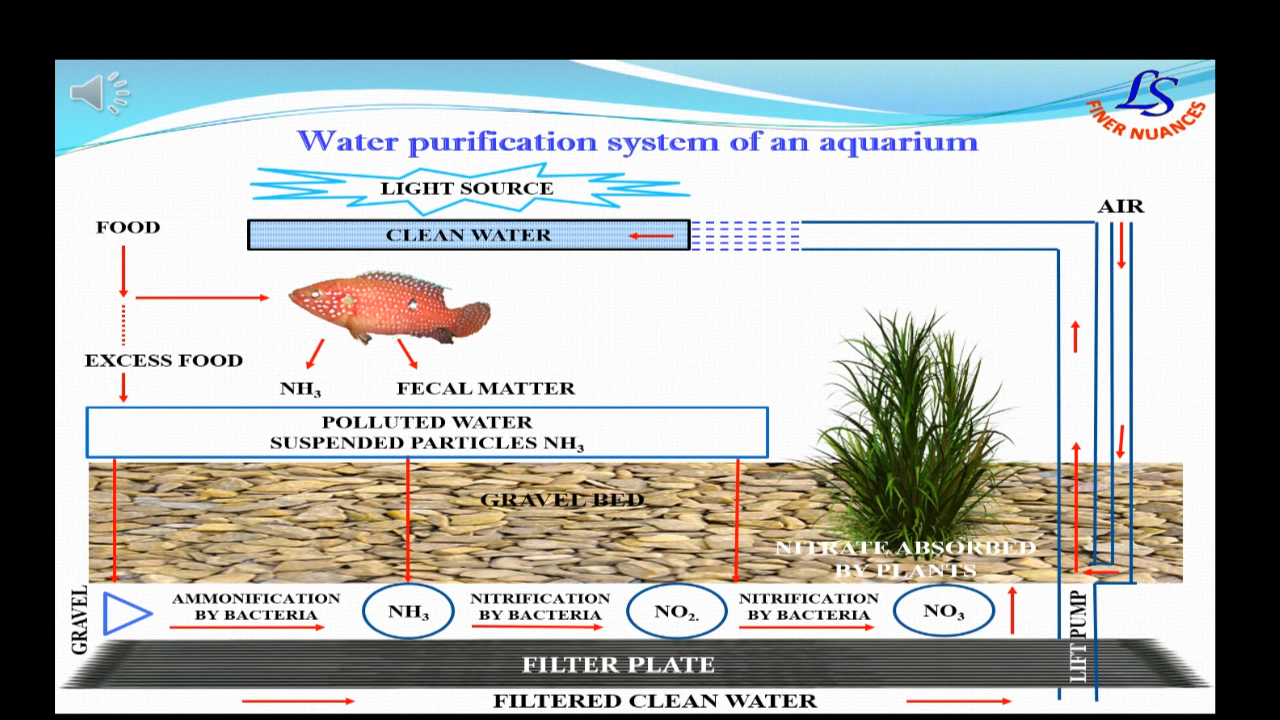 LS
FINER NUANCES
Water purification system of an aquarium
LIGHT SOURCE
AIR
FOOD
CLEAN WATER
EXCESS FOOD
NH₃
FECAL MATTER
POLLUTED WATER
SUSPENDED PARTICLES NH₃
GRAVEL BED
NITRATE ABSORBED
BY PLANTS
GRAVEL
AMMONIFICATION
BY BACTERIA
NH₃
NITRIFICATION
BY BACTERIA
NO₂.
NITRIFICATION
BY BACTERIA
NO₃
LIFT PUMP
FILTER PLATE
FILTERED CLEAN WATER